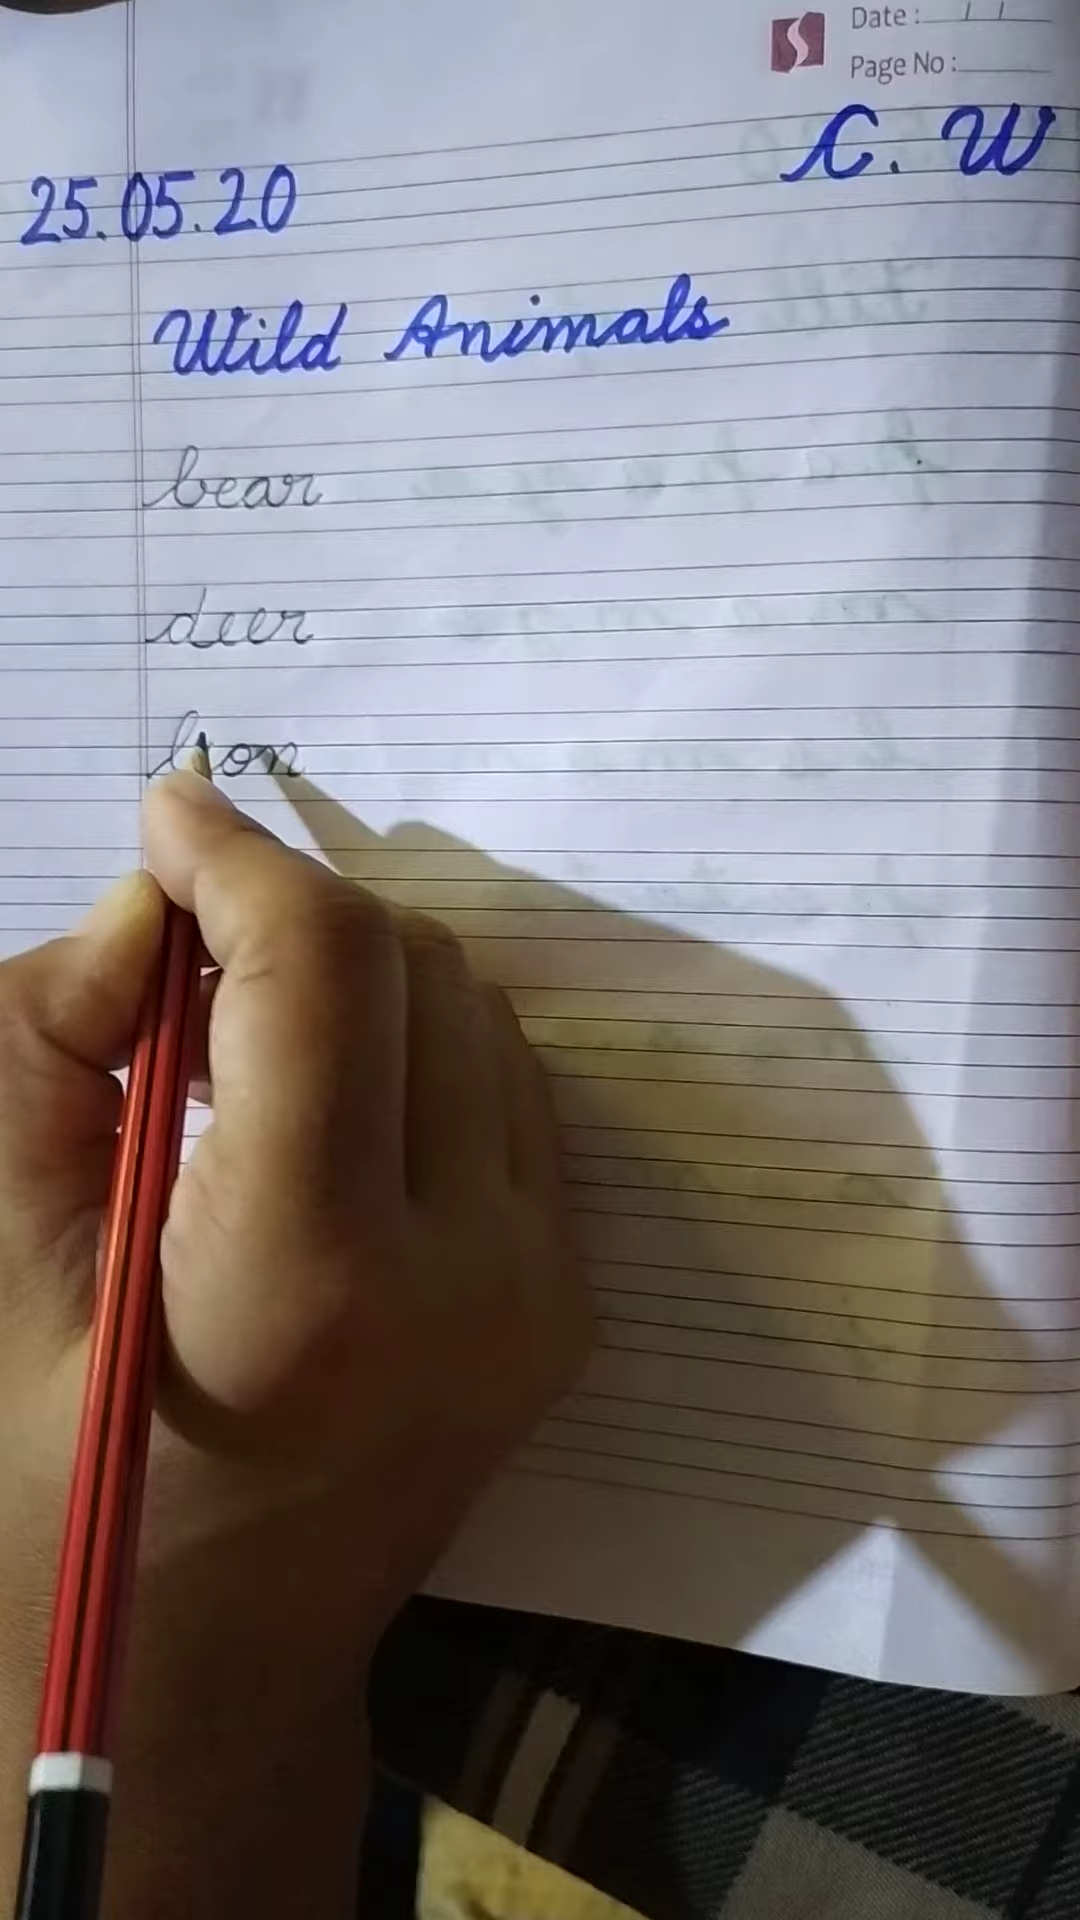 Date :
Page No :
C. W
25.05.20
Wild Animals
bear
deer
lion